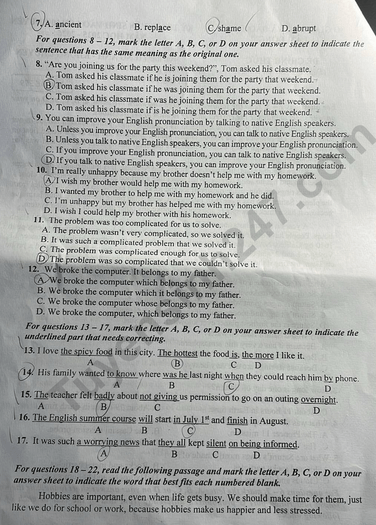 7. A. ancient B. replace C. shame D. abrupt
For questions 8 – 12, mark the letter A, B, C, or D on your answer sheet to indicate the
sentence that has the same meaning as the original one.
8. “Are you joining us for the party this weekend?”, Tom asked his classmate.
A. Tom asked his classmate if he is joining them for the party that weekend.
B. Tom asked his classmate if he was joining them for the party that weekend.
C. Tom asked his classmate if was he joining them for the party that weekend.
D. Tom asked his classmate if is he joining them for the party that weekend.
9. You can improve your English pronunciation by talking to native English speakers.
A. Unless you improve your English pronunciation, you can talk to native English speakers.
B. Unless you talk to native English speakers, you can improve your English pronunciation.
C. If you improve your English pronunciation, you can talk to native English speakers.
D. If you talk to native English speakers, you can improve your English pronunciation.
10. I'm really unhappy because my brother doesn't help me with my homework.
A. I wish my brother would help me with my homework.
B. I wanted my brother to help me with my homework and he did.
C. I'm unhappy but my brother has helped me with my homework.
D. I wish I could help my brother with his homework.
11. The problem was too complicated for us to solve.
A. The problem wasn't very complicated, so we solved it.
B. It was such a complicated problem that we solved it.
C. The problem was complicated enough for us to solve.
D. The problem was so complicated that we couldn't solve it.
12. We broke the computer. It belongs to my father.
A. We broke the computer which belongs to my father.
B. We broke the computer which it belongs to my father.
C. We broke the computer whose belongs to my father.
D. We broke the computer, which belongs to my father.
For questions 13 – 17, mark the letter A, B, C, or D on your answer sheet to indicate the
underlined part that needs correcting.
13. I love the spicy food in this city. The hottest the food is, the more I like it.
A B C D
14. His family wanted to know where was he last night when they could reach him by phone.
A B C D
15. The teacher felt badly about not giving us permission to go on an outing overnight.
A B C D
16. The English summer course will start in July 1st and finish in August.
A B C D
17. It was such a worrying news that they all kept silent on being informed.
A B C D
For questions 18 – 22, read the following passage and mark the letter A, B, C, or D on your
answer sheet to indicate the word that best fits each numbered blank.
Hobbies are important, even when life gets busy. We should make time for them, just
like we do for school or work, because hobbies make us happier and less stressed.